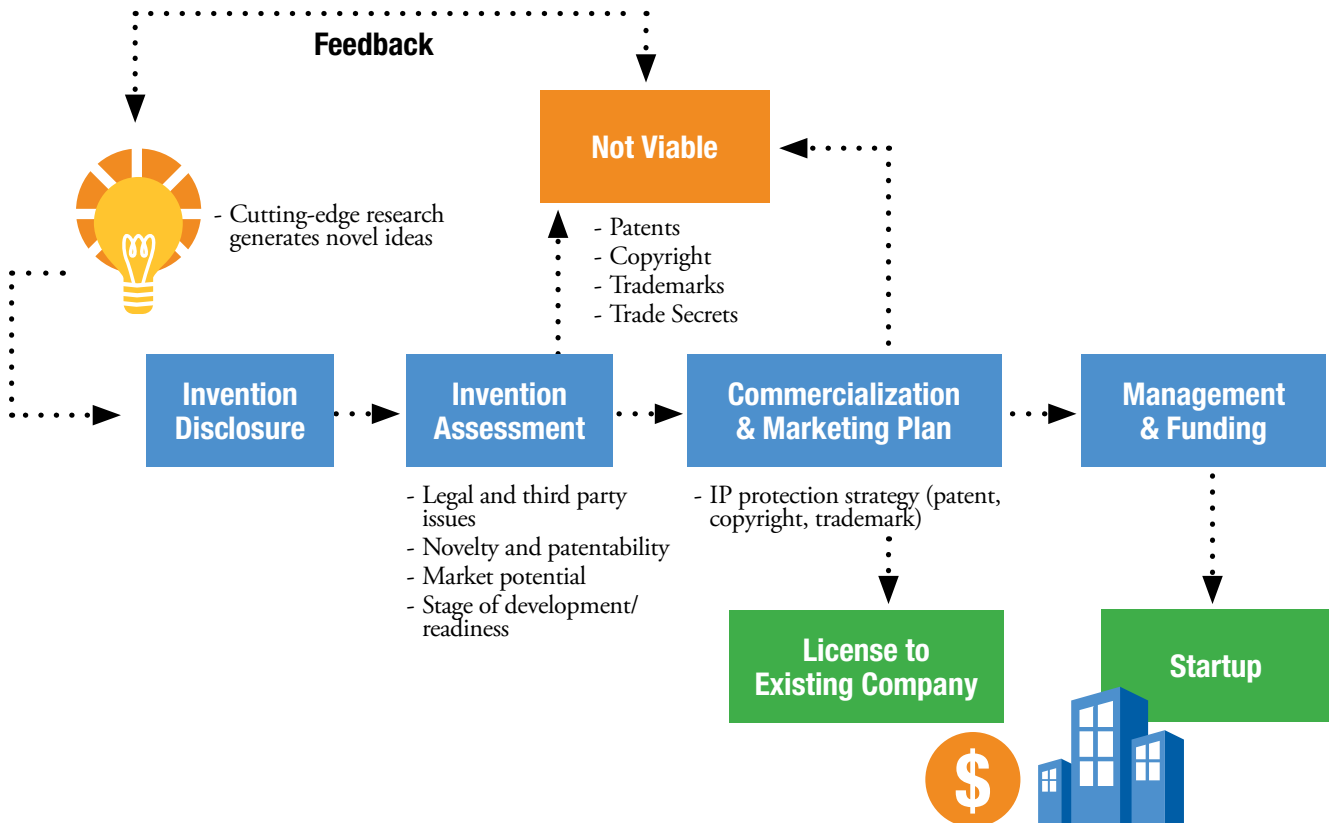 Feedback
Not Viable
- Cutting-edge research
generates novel ideas
- Patents
- Copyright
- Trademarks
- Trade Secrets
Invention
Disclosure
Invention
Assessment
Commercialization
& Marketing Plan
Management
& Funding
- Legal and third party
issues
- Novelty and patentability
- Market potential
- Stage of development/
readiness
- IP protection strategy (patent,
copyright, trademark)
License to
Existing Company
Startup
$